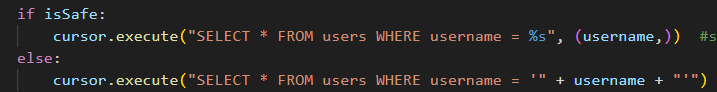 if isSafe:
    cursor.execute("SELECT * FROM users WHERE username = %s", (username,))  #s
else:
    cursor.execute("SELECT * FROM users WHERE username = '" + username + "'")